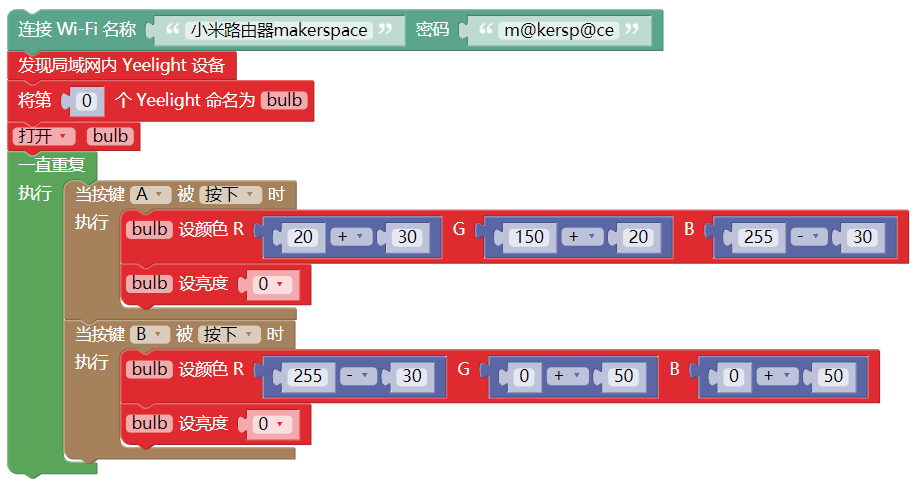 连接 Wi-Fi 名称 “ 小米路由器makerspace ” 密码 “ m@kersp@ce ”
发现局域网内 Yeelight 设备
将第 0 个 Yeelight 命名为 bulb
打开 bulb
一直重复
执行 当按键 A 被 按下 时
执行 bulb 设颜色 R 20 + 30 G 150 + 20 B 255 - 30
bulb 设亮度 0
当按键 B 被 按下 时
执行 bulb 设颜色 R 255 - 30 G 0 + 50 B 0 + 50
bulb 设亮度 0